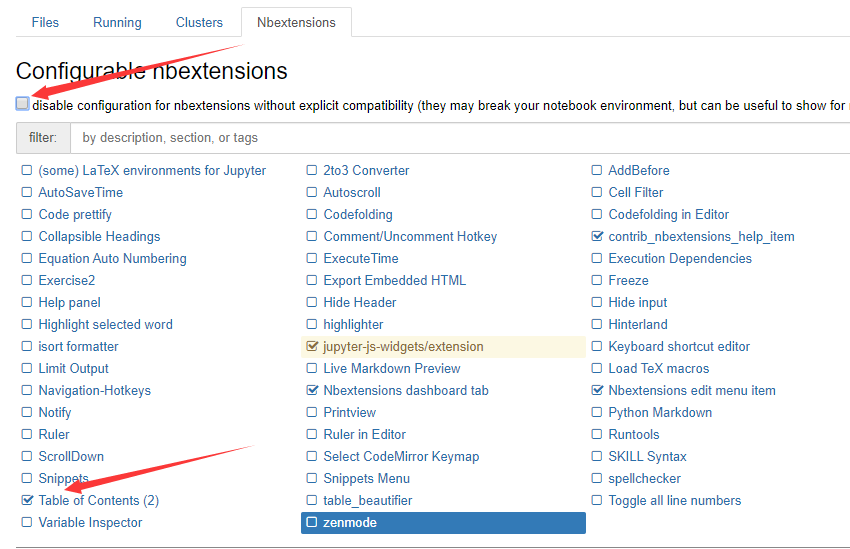 Files Running Clusters Nbextensions
Configurable nbextensions
disable configuration for nbextensions without explicit compatibility (they may break your notebook environment, but can be useful to show for
filter: by description, section, or tags
(some) LaTeX environments for Jupyter 2to3 Converter AddBefore
AutoSaveTime Autoscroll Cell Filter
Code prettify Codefolding Codefolding in Editor
Collapsible Headings Comment/Uncomment Hotkey contrib_nbextensions_help_item
Equation Auto Numbering ExecuteTime Execution Dependencies
Exercise2 Export Embedded HTML Freeze
Help panel Hide Header Hide input
Highlight selected word highlighter Hinterland
isort formatter jupyter-js-widgets/extension Keyboard shortcut editor
Limit Output Live Markdown Preview Load TeX macros
Navigation-Hotkeys Nbextensions dashboard tab Nbextensions edit menu item
Notify Printview Python Markdown
Ruler Ruler in Editor Runtools
ScrollDown Select CodeMirror Keymap SKILL Syntax
Snippets Snippets Menu spellchecker
Table of Contents (2) table_beautifier Toggle all line numbers
Variable Inspector zenmode